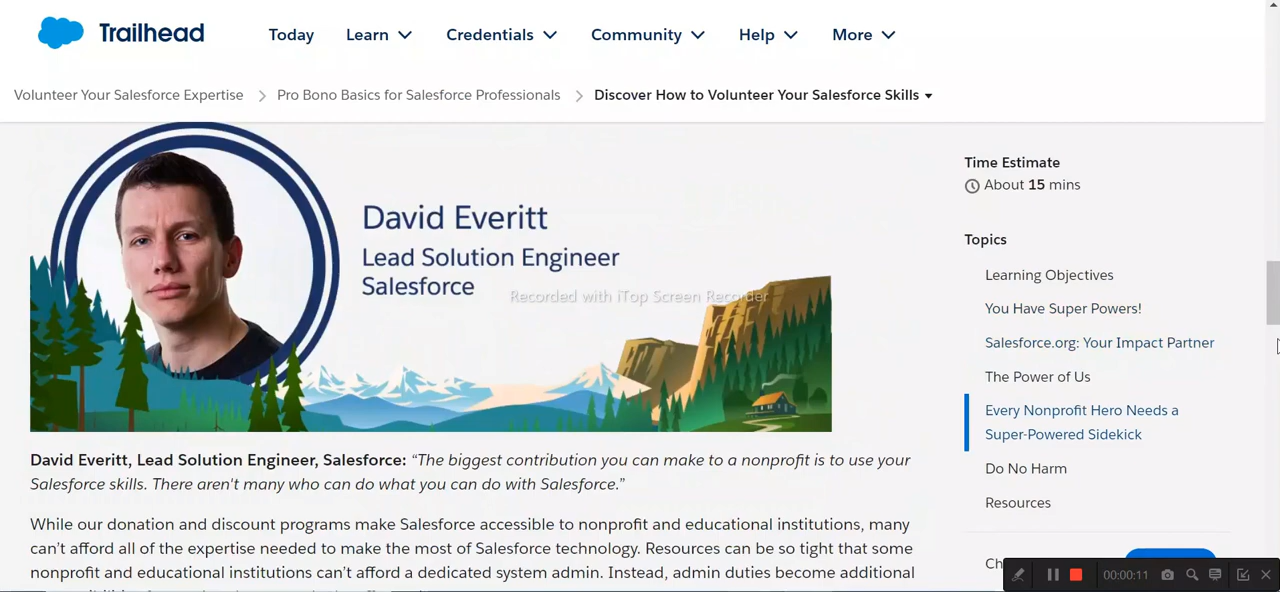 Trailhead
Today Learn Credentials Community Help More
Volunteer Your Salesforce Expertise > Pro Bono Basics for Salesforce Professionals > Discover How to Volunteer Your Salesforce Skills
David Everitt
Lead Solution Engineer
Salesforce
Recorded with iTop Screen Recorder
David Everitt, Lead Solution Engineer, Salesforce: “The biggest contribution you can make to a nonprofit is to use your
Salesforce skills. There aren't many who can do what you can do with Salesforce.”
While our donation and discount programs make Salesforce accessible to nonprofit and educational institutions, many
can’t afford all of the expertise needed to make the most of Salesforce technology. Resources can be so tight that some
nonprofit and educational institutions can’t afford a dedicated system admin. Instead, admin duties become additional
Time Estimate
About 15 mins
Topics
Learning Objectives
You Have Super Powers!
Salesforce.org: Your Impact Partner
The Power of Us
Every Nonprofit Hero Needs a
Super-Powered Sidekick
Do No Harm
Resources
00:00:11